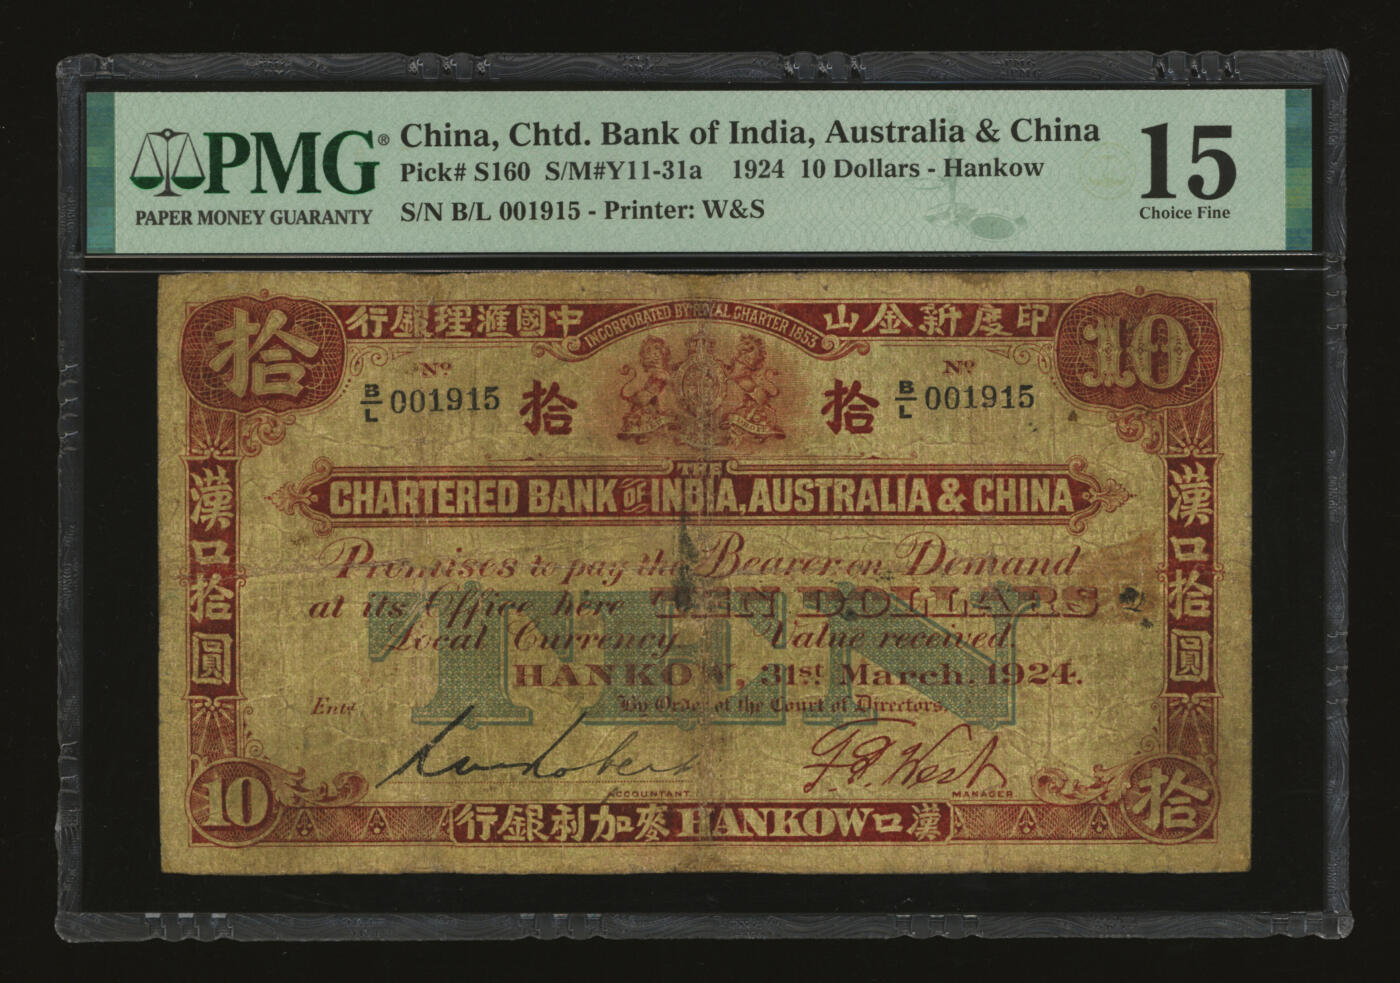 PMG®
PAPER MONEY GUARANTY
China, Chtd. Bank of India, Australia & China
Pick# S160 S/M#Y11-31a 1924 10 Dollars - Hankow
S/N B/L 001915 - Printer: W&S
15
Choice Fine
拾
行銀理滙國中
INCORPORATED BY ROYAL CHARTER 1853
山金新度印
10
No B/L 001915
拾
拾
No B/L 001915
THE
CHARTERED BANK OF INDIA, AUSTRALIA & CHINA
漢口拾圓
漢口拾圓
Promises to pay the Bearer on Demand
at its Office here TEN DOLLARS
Local Currency Value received.
TEN
HANKOW, 31st March, 1924.
By Order of the Court of Directors.
Entd.
F. West
ACCOUNTANT.
MANAGER
10
行銀利加麥 HANKOW 口漢
拾